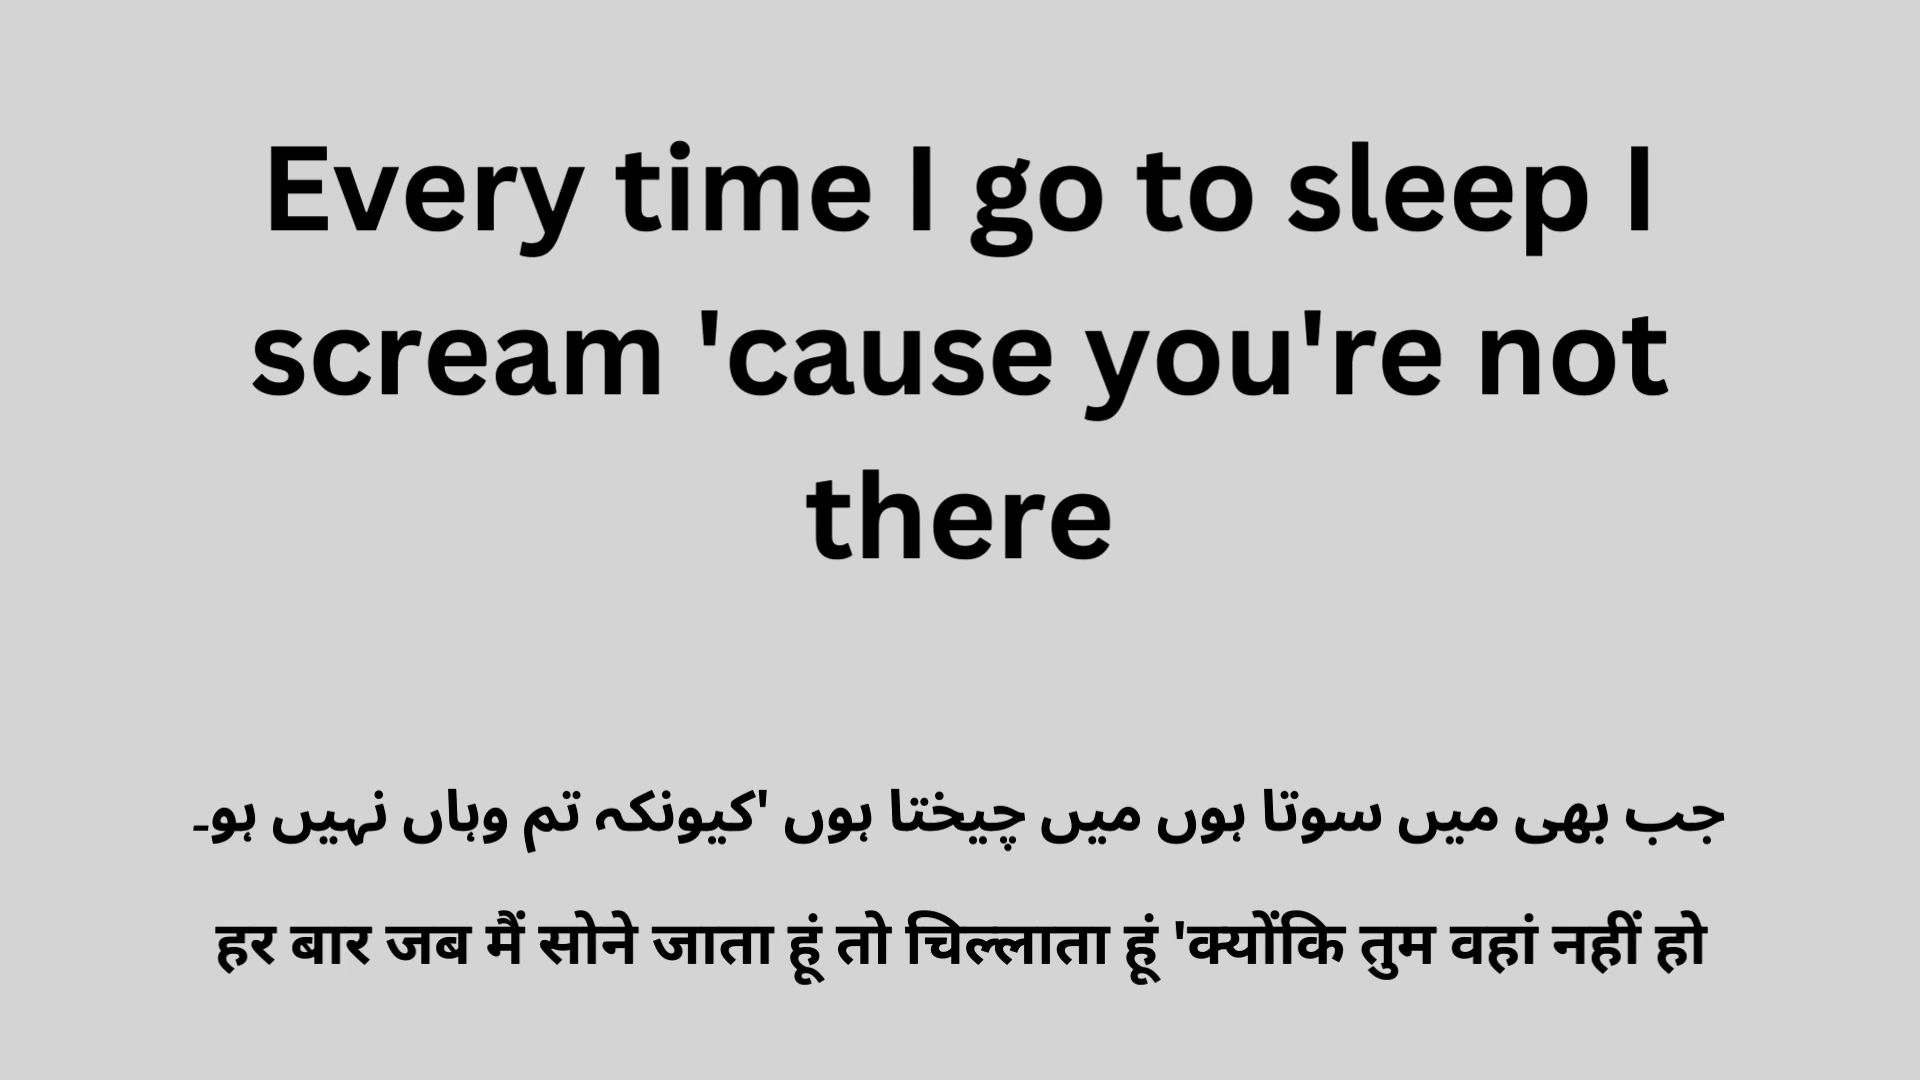 Every time I go to sleep I
scream 'cause you're not
there
جب بھی میں سوتا ہوں میں چیختا ہوں 'کیونکہ تم وہاں نہیں ہو۔
हर बार जब मैं सोने जाता हूं तो चिल्लाता हूं 'क्योंकि तुम वहां नहीं हो